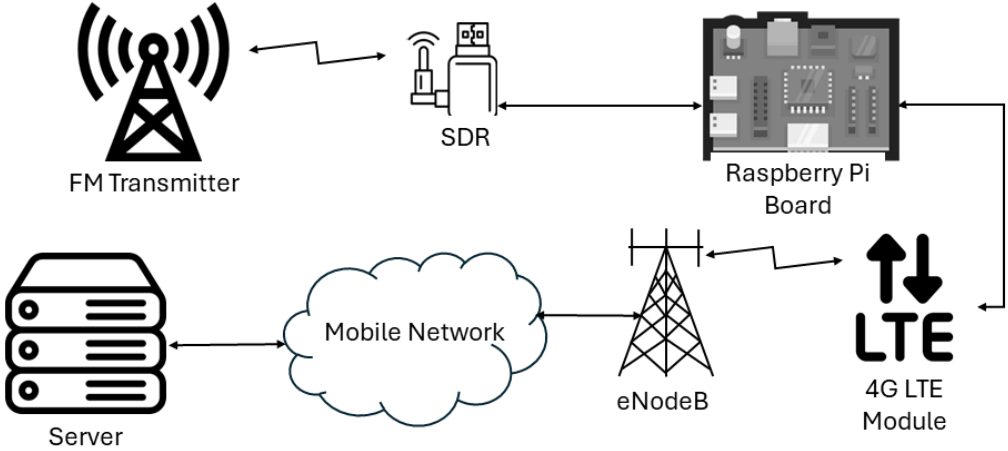 FM Transmitter
SDR
Raspberry Pi
Board
Server
Mobile Network
eNodeB
LTE
4G LTE
Module